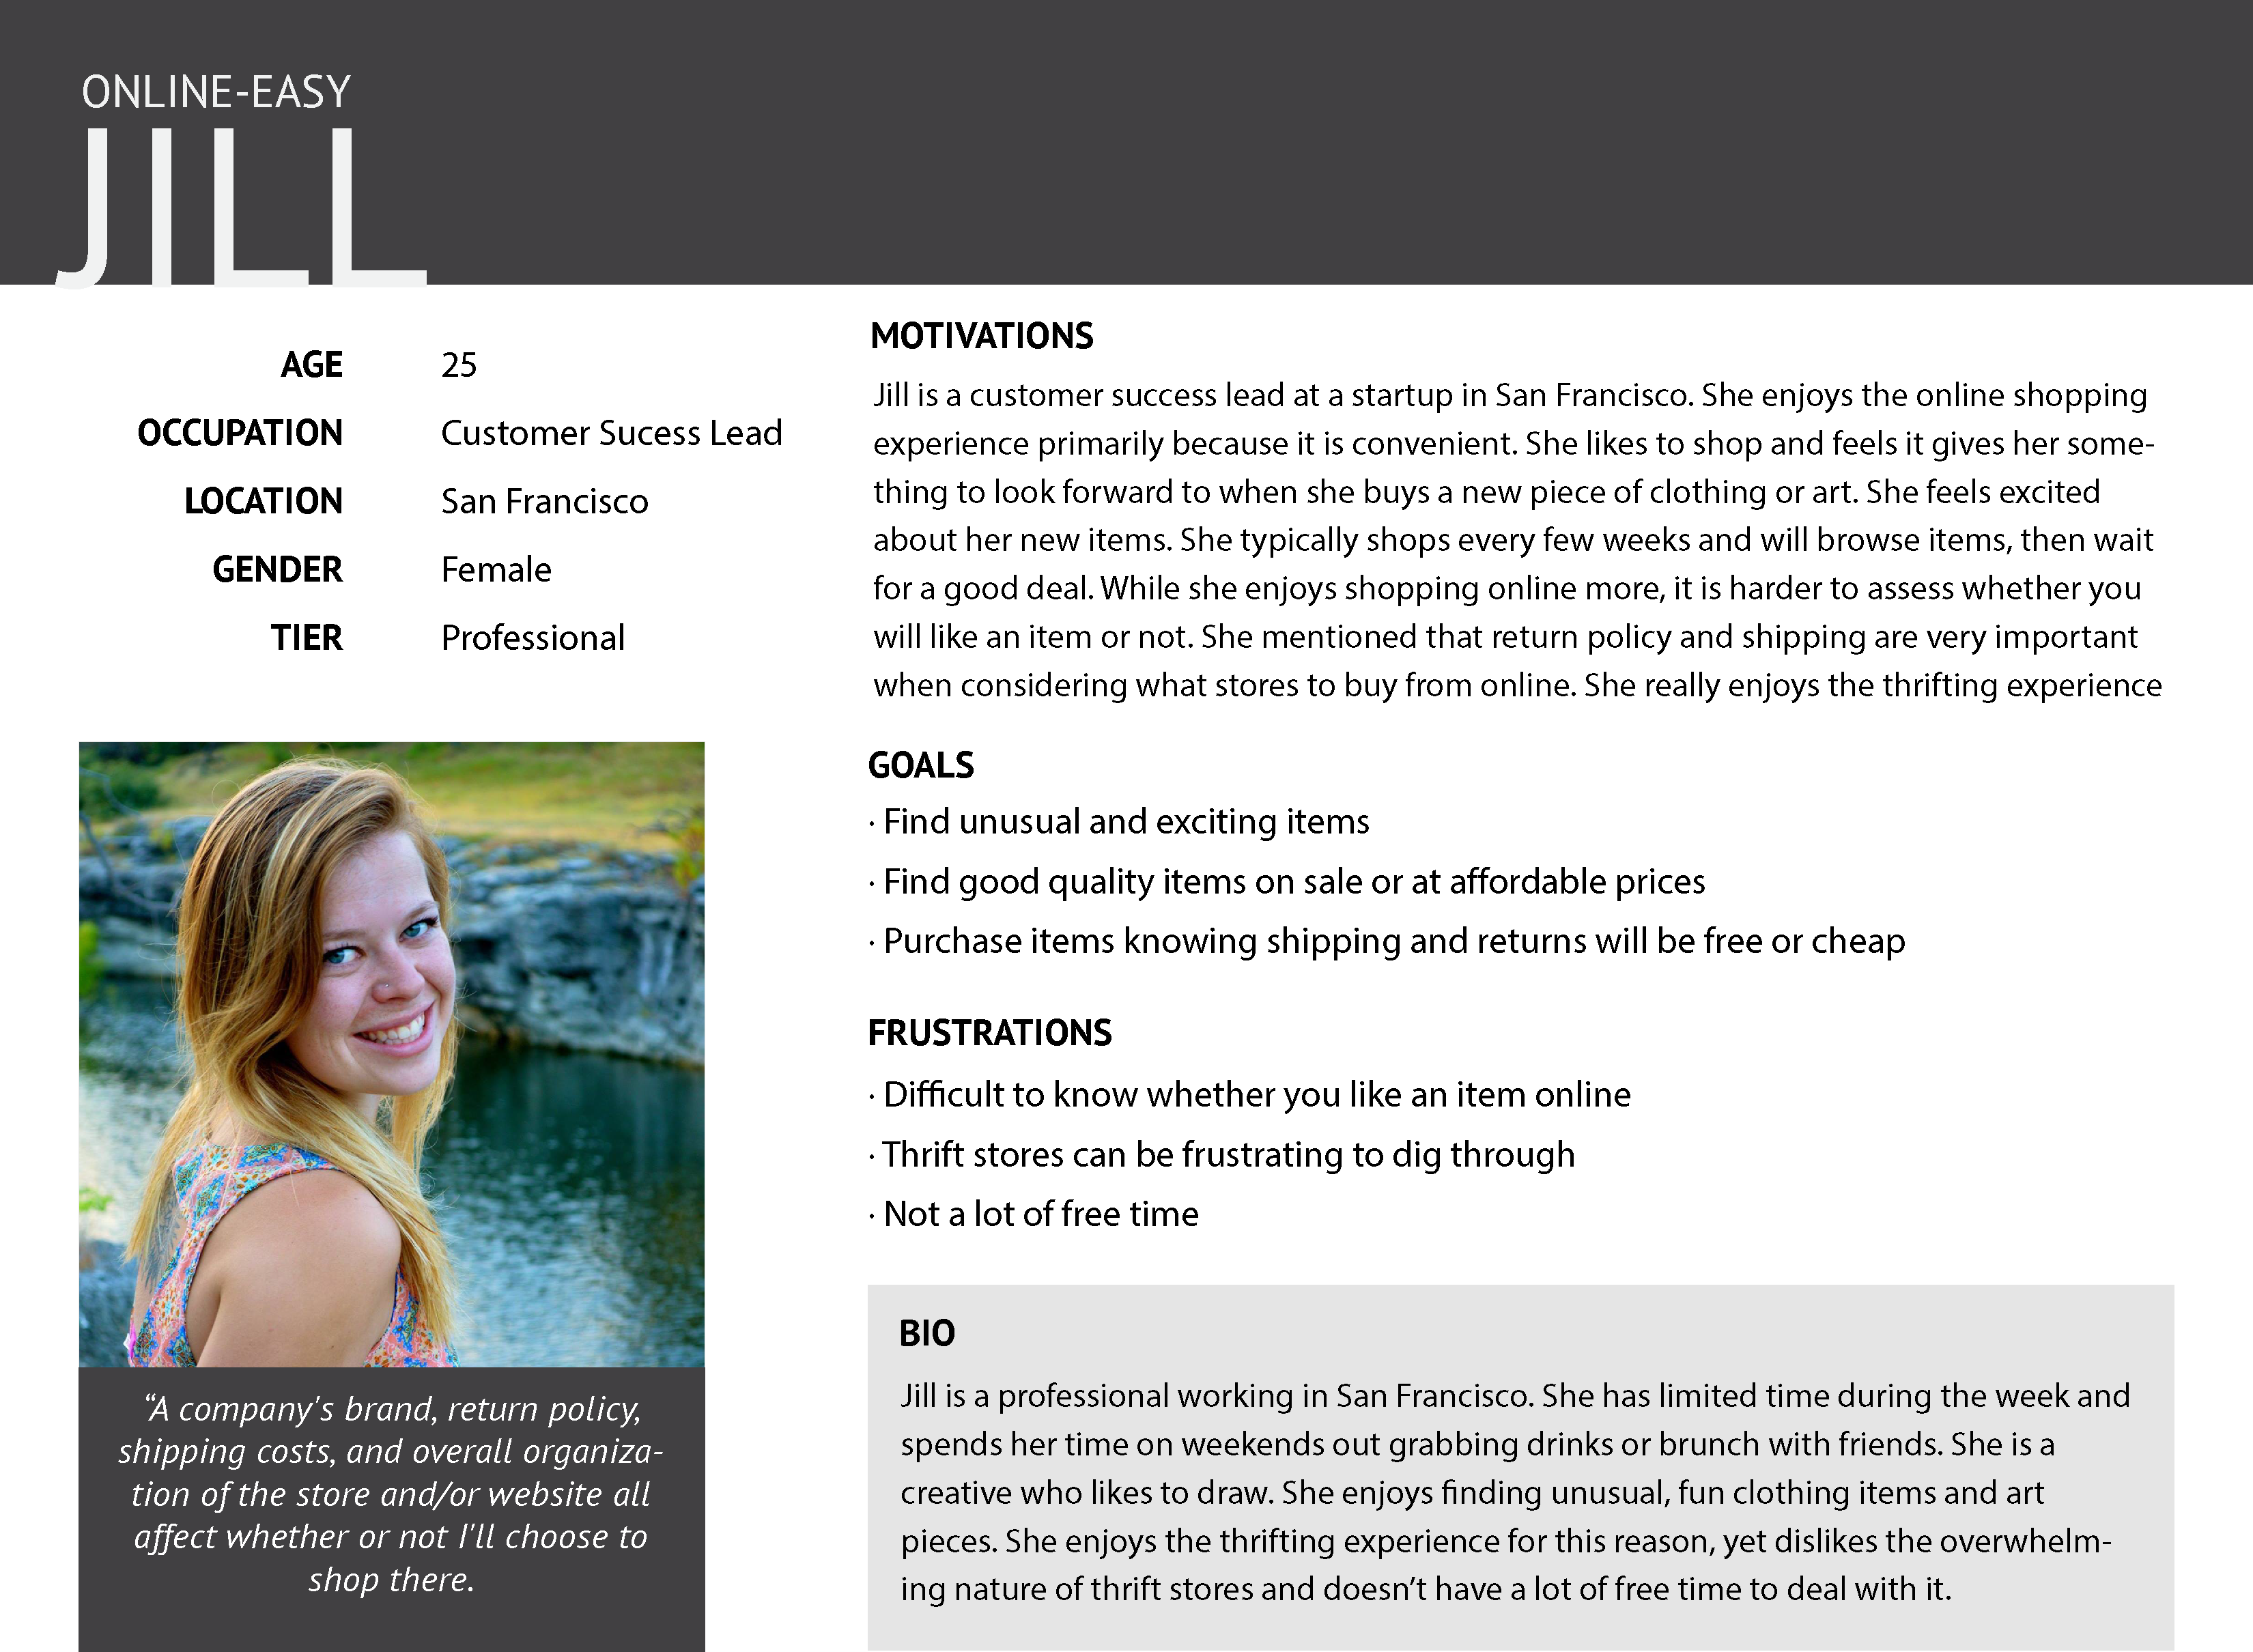 ONLINE-EASY
JILL
AGE 25
OCCUPATION Customer Sucess Lead
LOCATION San Francisco
GENDER Female
TIER Professional
“A company's brand, return policy,
shipping costs, and overall organiza-
tion of the store and/or website all
affect whether or not I'll choose to
shop there.
MOTIVATIONS
Jill is a customer success lead at a startup in San Francisco. She enjoys the online shopping
experience primarily because it is convenient. She likes to shop and feels it gives her some-
thing to look forward to when she buys a new piece of clothing or art. She feels excited
about her new items. She typically shops every few weeks and will browse items, then wait
for a good deal. While she enjoys shopping online more, it is harder to assess whether you
will like an item or not. She mentioned that return policy and shipping are very important
when considering what stores to buy from online. She really enjoys the thrifting experience
GOALS
· Find unusual and exciting items
· Find good quality items on sale or at affordable prices
· Purchase items knowing shipping and returns will be free or cheap
FRUSTRATIONS
· Difficult to know whether you like an item online
· Thrift stores can be frustrating to dig through
· Not a lot of free time
BIO
Jill is a professional working in San Francisco. She has limited time during the week and
spends her time on weekends out grabbing drinks or brunch with friends. She is a
creative who likes to draw. She enjoys finding unusual, fun clothing items and art
pieces. She enjoys the thrifting experience for this reason, yet dislikes the overwhelm-
ing nature of thrift stores and doesn’t have a lot of free time to deal with it.